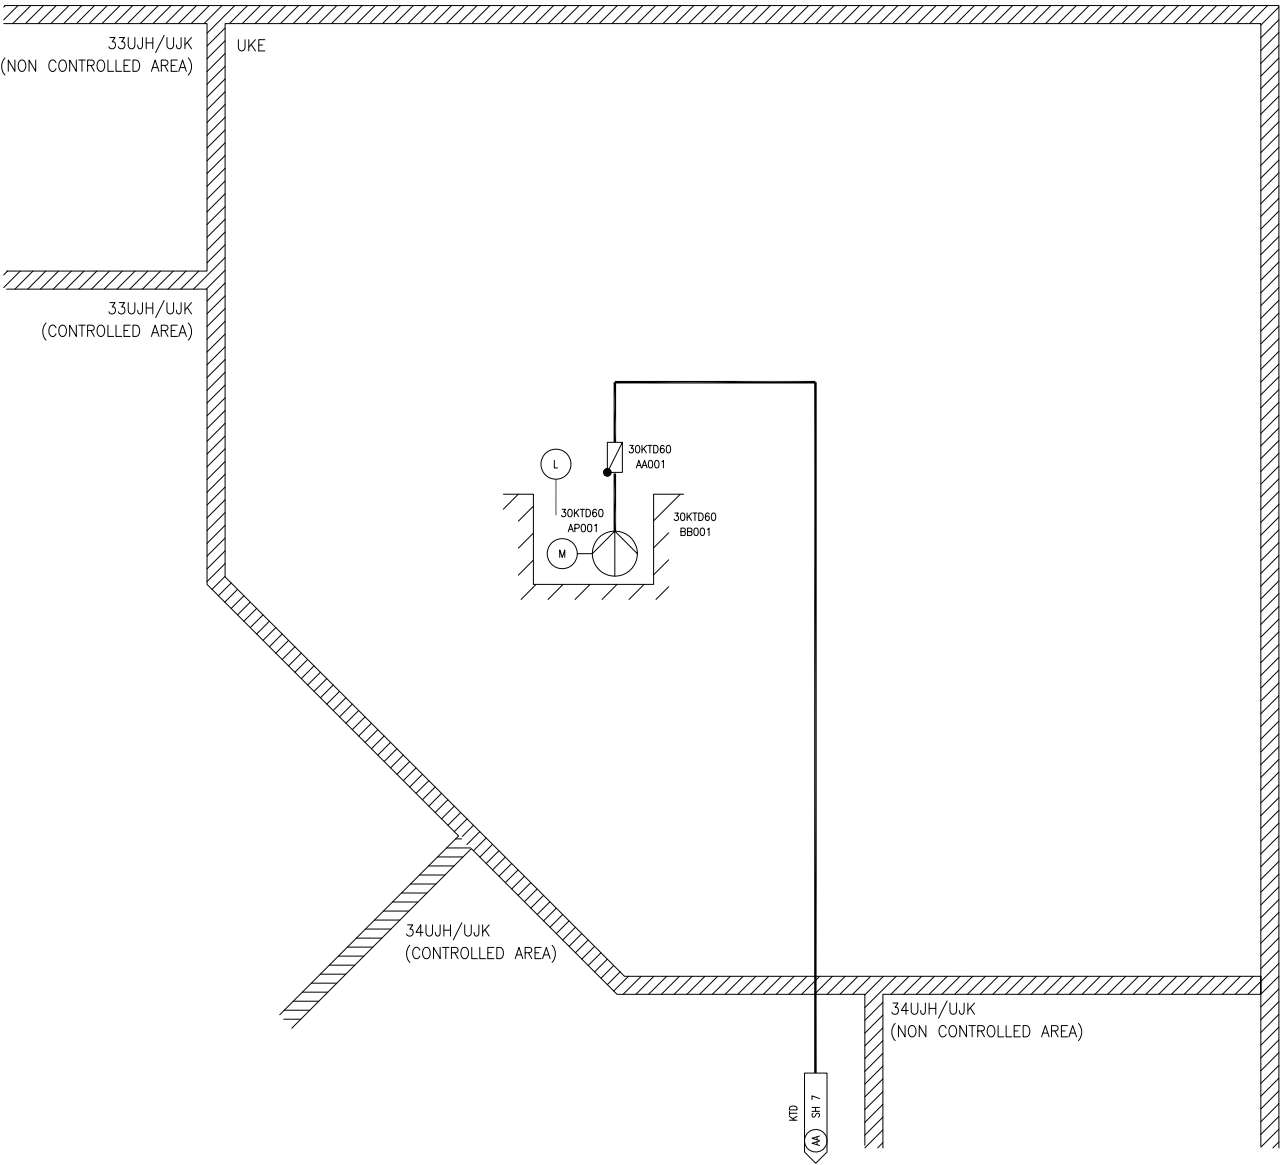 33UJH/UJK
(NON CONTROLLED AREA)
UKE
33UJH/UJK
(CONTROLLED AREA)
30KTD60
AA001
L
30KTD60
AP001
30KTD60
BB001
M
34UJH/UJK
(CONTROLLED AREA)
34UJH/UJK
(NON CONTROLLED AREA)
KTD
SH 7
AA